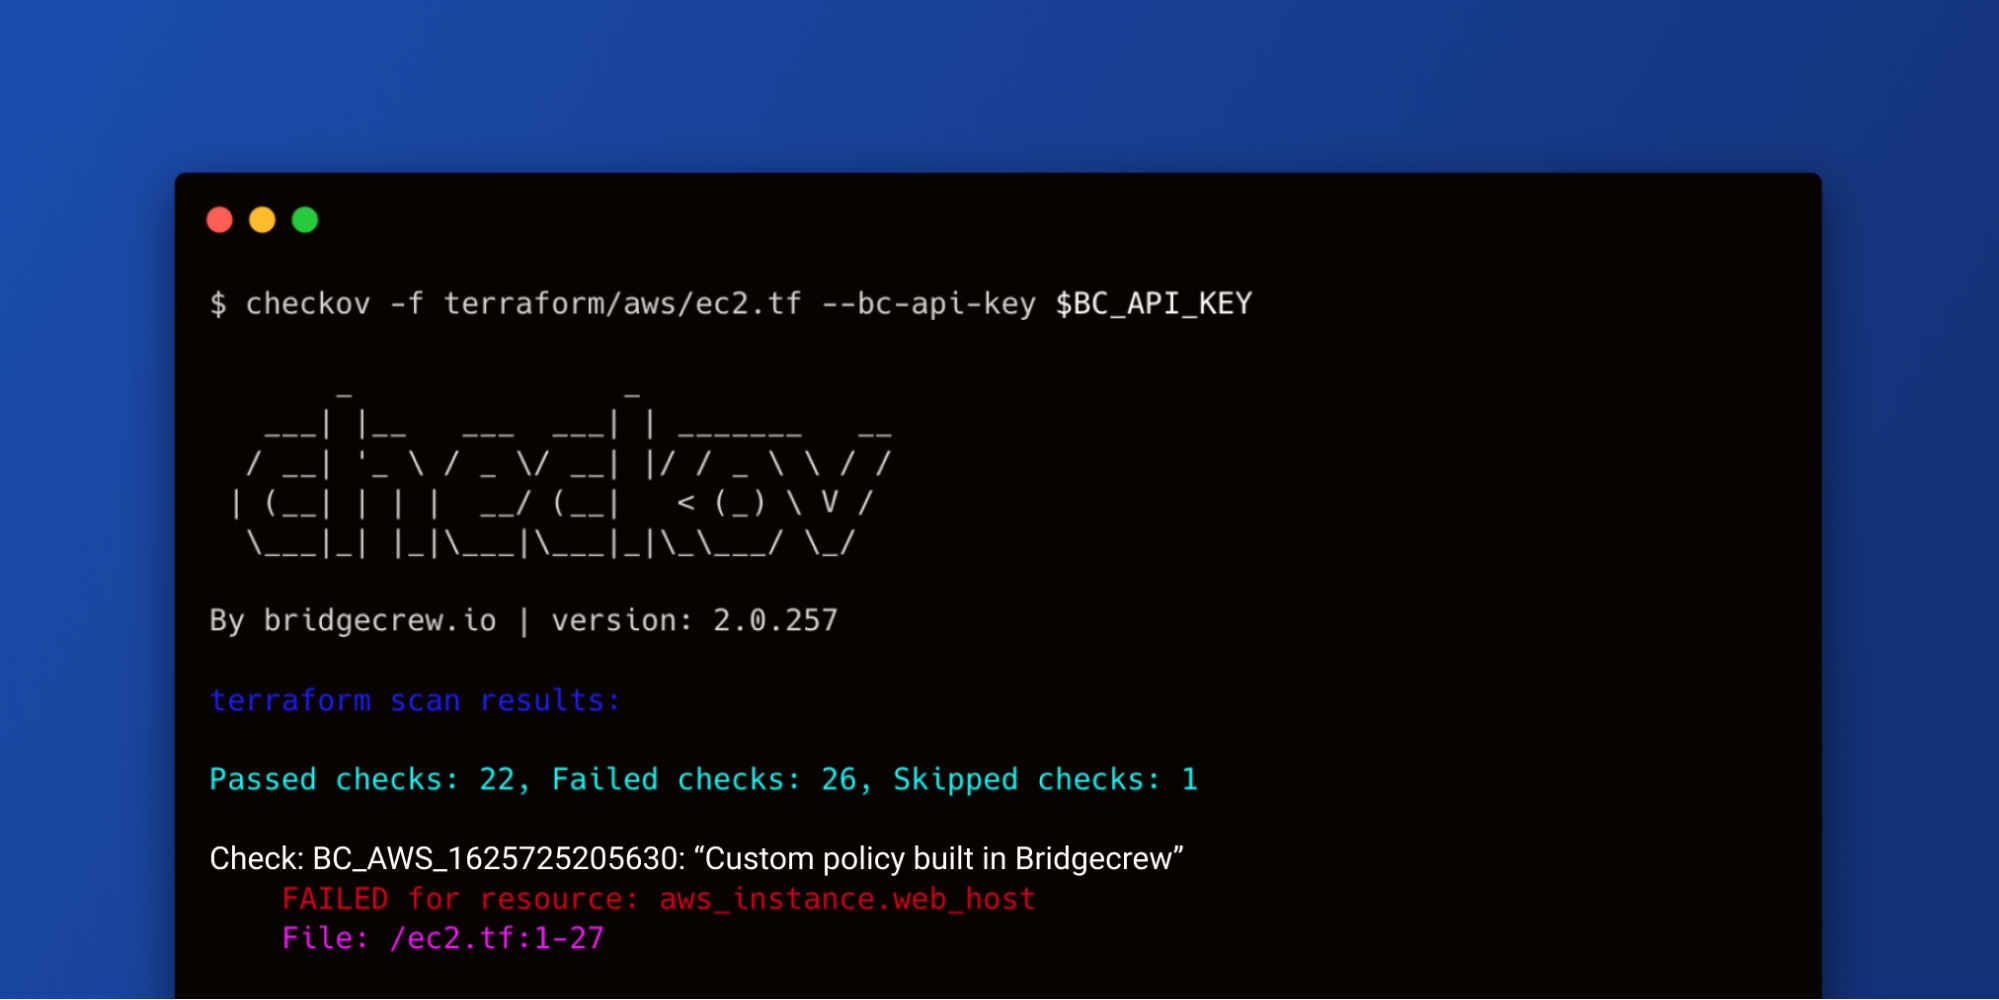 $ checkov -f terraform/aws/ec2.tf --bc-api-key $BC_API_KEY
       _               _
   ___| |__   ___  ___| | _______   __
  / __| '_ \ / _ \/ __| |/ / _ \ \ / /
 | (__| | | |  __/ (__|   < (_) \ V /
  \___|_| |_|\___|\___|_|\_\___/ \_/
By bridgecrew.io | version: 2.0.257
terraform scan results:
Passed checks: 22, Failed checks: 26, Skipped checks: 1
Check: BC_AWS_1625725205630: “Custom policy built in Bridgecrew”
    FAILED for resource: aws_instance.web_host
    File: /ec2.tf:1-27